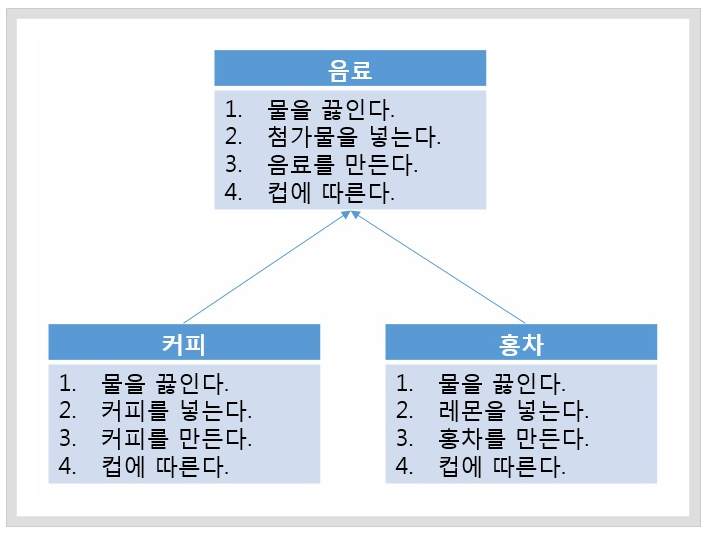 음료
1. 물을 끓인다.
2. 첨가물을 넣는다.
3. 음료를 만든다.
4. 컵에 따른다.
커피
1. 물을 끓인다.
2. 커피를 넣는다.
3. 커피를 만든다.
4. 컵에 따른다.
홍차
1. 물을 끓인다.
2. 레몬을 넣는다.
3. 홍차를 만든다.
4. 컵에 따른다.